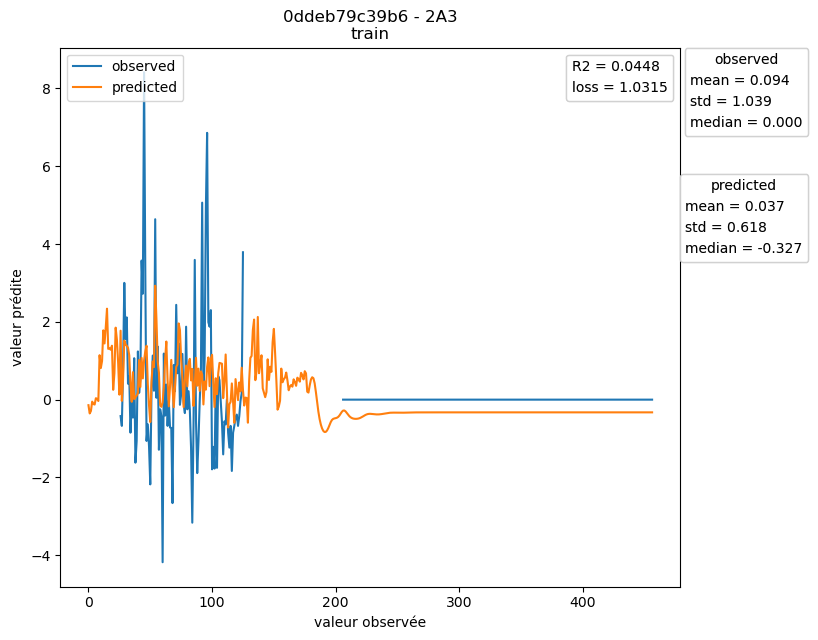 0ddeb79c39b6 - 2A3
train
observed
predicted
R2 = 0.0448
loss = 1.0315
observed
mean = 0.094
std = 1.039
median = 0.000
predicted
mean = 0.037
std = 0.618
median = -0.327
valeur prédite
8
6
4
2
0
−2
−4
0
100
200
300
400
valeur observée